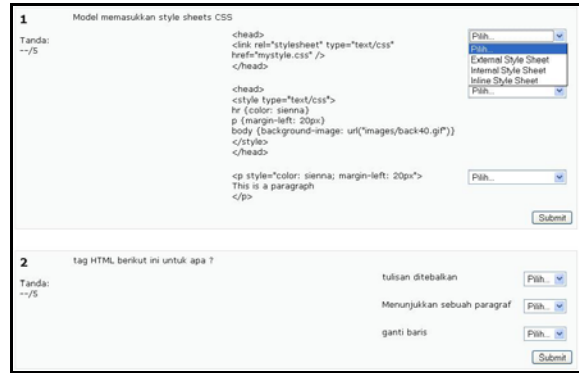 1
Model memasukkan style sheets CSS
Tanda:
--/5
<head>
<link rel="stylesheet" type="text/css"
href="mystyle.css" />
</head>
Pilih...
Pilih...
External Style Sheet
Internal Style Sheet
Inline Style Sheet
<head>
<style type="text/css">
hr {color: sienna}
p {margin-left: 20px}
body {background-image: url("images/back40.gif")}
</style>
</head>
Pilih...
<p style="color: sienna; margin-left: 20px">
This is a paragraph
</p>
Pilih...
Submit
2
tag HTML berikut ini untuk apa ?
Tanda:
--/5
tulisan ditebalkan
Pilih...
Menunjukkan sebuah paragraf
Pilih...
ganti baris
Pilih...
Submit